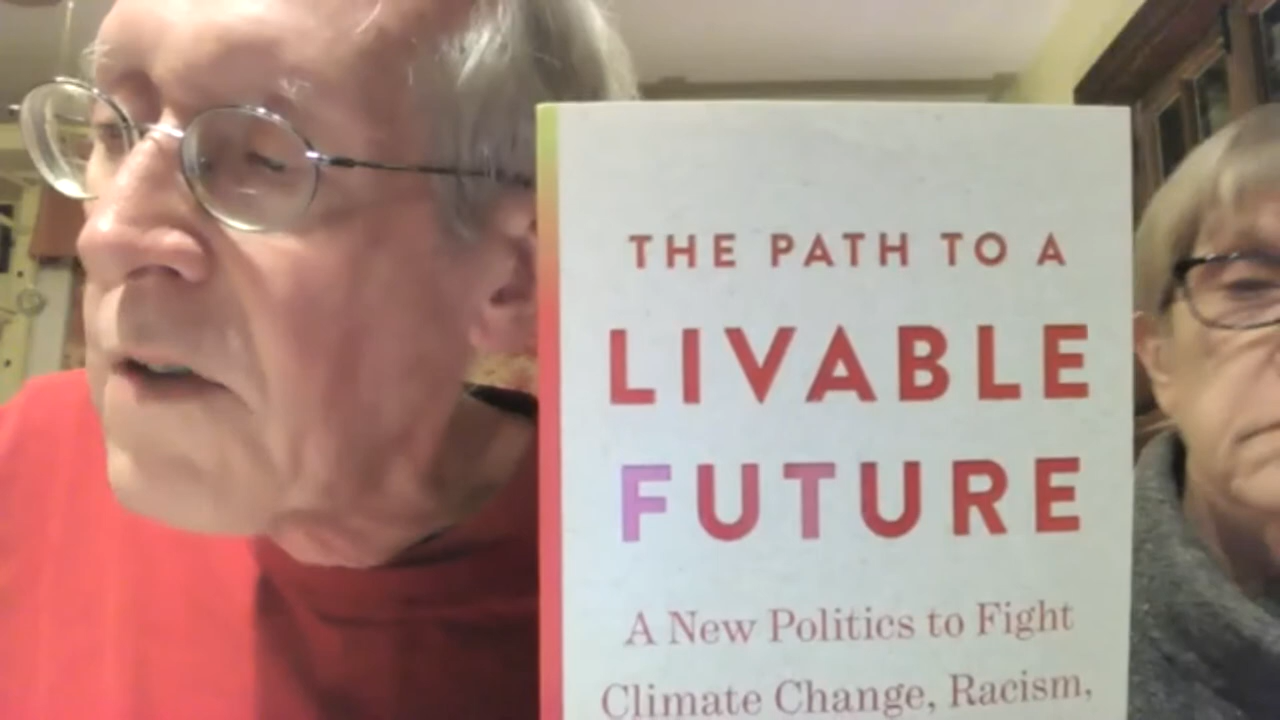 THE PATH TO A
LIVABLE
FUTURE
A New Politics to Fight
Climate Change, Racism,